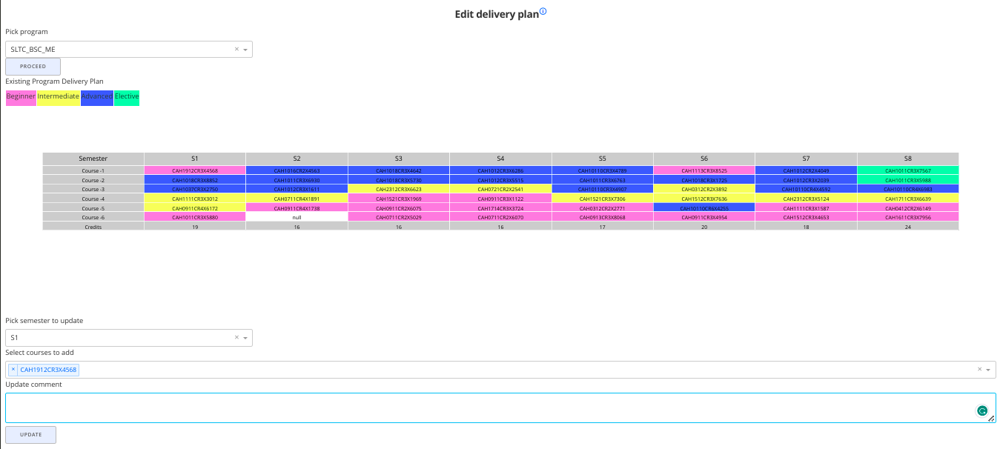 Edit delivery plan
Pick program
SLTC_BSC_ME × 
PROCEED
Existing Program Delivery Plan
Beginner Intermediate Advanced Elective
Semester S1 S2 S3 S4 S5 S6 S7 S8
Course -1 CAH1912CR3X4568 CAH1016CR2X4563 CAH1018CR3X4642 CAH1012CR3X6286 CAH10110CR3X4789 CAH1113CR3X8525 CAH1012CR2X4049 CAH1011CR3X7567
Course -2 CAH1018CR3X8852 CAH1011CR3X6930 CAH1018CR3X5730 CAH1012CR3X5515 CAH1011CR3X6763 CAH1018CR3X1725 CAH1012CR3X2039 CAH1011CR3X5988
Course -3 CAH1037CR3X2750 CAH1012CR3X1611 CAH2312CR3X6623 CAH0721CR2X2541 CAH10110CR3X4907 CAH0312CR2X3892 CAH10110CR4X4592 CAH10110CR4X6983
Course -4 CAH1111CR3X3012 CAH0711CR4X1891 CAH1521CR3X1969 CAH0911CR3X1122 CAH1521CR3X7306 CAH1512CR3X7636 CAH2312CR3X5124 CAH1711CR3X6639
Course -5 CAH0911CR4X6172 CAH0911CR4X1738 CAH0911CR2X6075 CAH1714CR3X3724 CAH0312CR2X2771 CAH10110CR6X4255 CAH1111CR3X1587 CAH0412CR2X6149
Course -6 CAH1011CR3X5880 null CAH0711CR2X5029 CAH0711CR2X6070 CAH0913CR3X8068 CAH0911CR3X4954 CAH1512CR3X4653 CAH1611CR3X7956
Credits 19 16 16 16 17 20 18 24
Pick semester to update
S1 ×
Select courses to add
× CAH1912CR3X4568 ×
Update comment
UPDATE